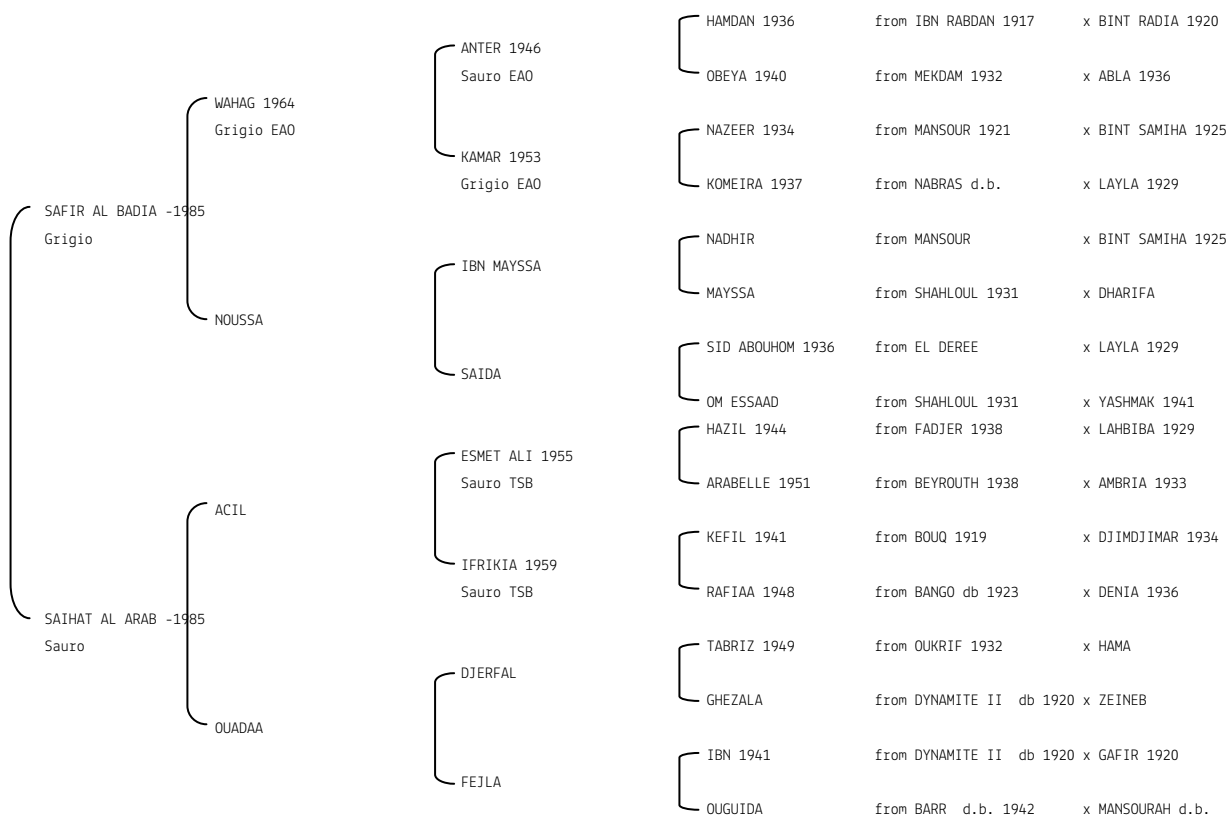 HAMDAN 1936 from IBN RABDAN 1917 x BINT RADIA 1920
ANTER 1946
Sauro EAO OBEYA 1940 from MEKDAM 1932 x ABLA 1936
WAHAG 1964
Grigio EAO NAZEER 1934 from MANSOUR 1921 x BINT SAMIHA 1925
KAMAR 1953
Grigio EAO KOMEIRA 1937 from NABRAS d.b. x LAYLA 1929
SAFIR AL BADIA -1985
Grigio NADHIR from MANSOUR x BINT SAMIHA 1925
IBN MAYSSA
MAYSSA from SHAHLOUL 1931 x DHARIFA
NOUSSA
SID ABOUHOM 1936 from EL DEREE x LAYLA 1929
SAIDA
OM ESSAAD from SHAHLOUL 1931 x YASHMAK 1941
HAZIL 1944 from FADJER 1938 x LAHBIBA 1929
ESMET ALI 1955
Sauro TSB ARABELLE 1951 from BEYROUTH 1938 x AMBRIA 1933
ACIL
KEFIL 1941 from BOUQ 1919 x DJIMDJIMAR 1934
IFRIKIA 1959
Sauro TSB RAFIAA 1948 from BANGO db 1923 x DENIA 1936
SAIHAT AL ARAB -1985
Sauro TABRIZ 1949 from OUKRIF 1932 x HAMA
DJERFAL
GHEZALA from DYNAMITE II db 1920 x ZEINEB
OUADAA
IBN 1941 from DYNAMITE II db 1920 x GAFIR 1920
FEJLA
OUGUIDA from BARR d.b. 1942 x MANSOURAH d.b.